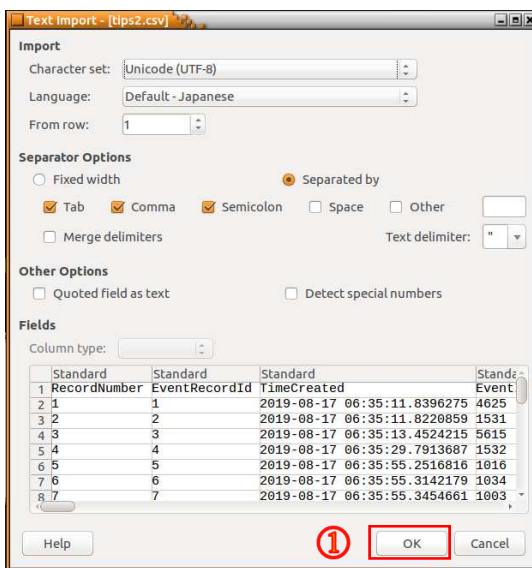 Text Import - [tips2.csv]
Import
Character set: Unicode (UTF-8)
Language: Default - Japanese
From row: 1
Separator Options
Fixed width Separated by
Tab Comma Semicolon Space Other
Merge delimiters Text delimiter: "
Other Options
Quoted field as text Detect special numbers
Fields
Column type:
Standard Standard Standard Standa
1 RecordNumber EventRecordId TimeCreated Event
2 1 1 2019-08-17 06:35:11.8396275 4625
3 2 2 2019-08-17 06:35:11.8220859 1531
4 3 3 2019-08-17 06:35:13.4524215 5615
5 4 4 2019-08-17 06:35:29.7913687 1532
6 5 5 2019-08-17 06:35:55.2516816 1016
7 6 6 2019-08-17 06:35:55.3142179 1034
8 7 7 2019-08-17 06:35:55.3454661 1003
Help ① OK Cancel